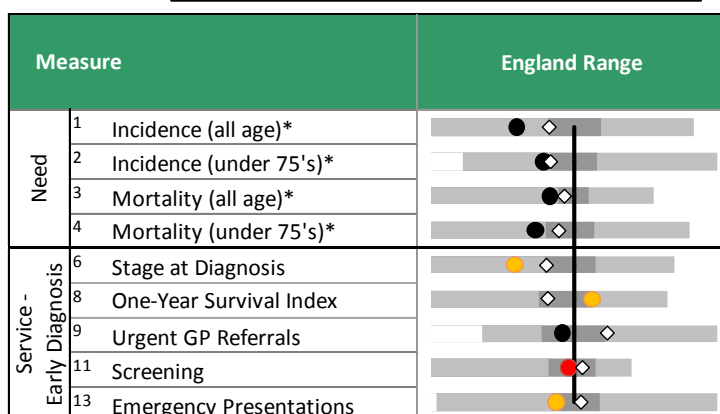 Measure England Range
Need
1 Incidence (all age)*
2 Incidence (under 75's)*
3 Mortality (all age)*
4 Mortality (under 75's)*
Service -
Early Diagnosis
6 Stage at Diagnosis
8 One-Year Survival Index
9 Urgent GP Referrals
11 Screening
13 Emergency Presentations